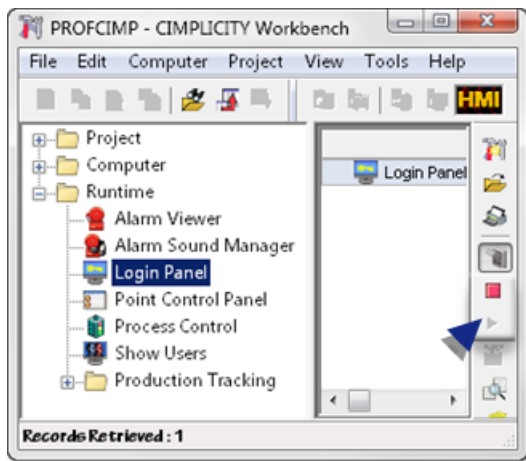 PROFCIMP - CIMPLICITY Workbench
File Edit Computer Project View Tools Help
HMI
Project
Computer
Runtime
Alarm Viewer
Alarm Sound Manager
Login Panel
Point Control Panel
Process Control
Show Users
Production Tracking
Login Panel
Records Retrieved : 1